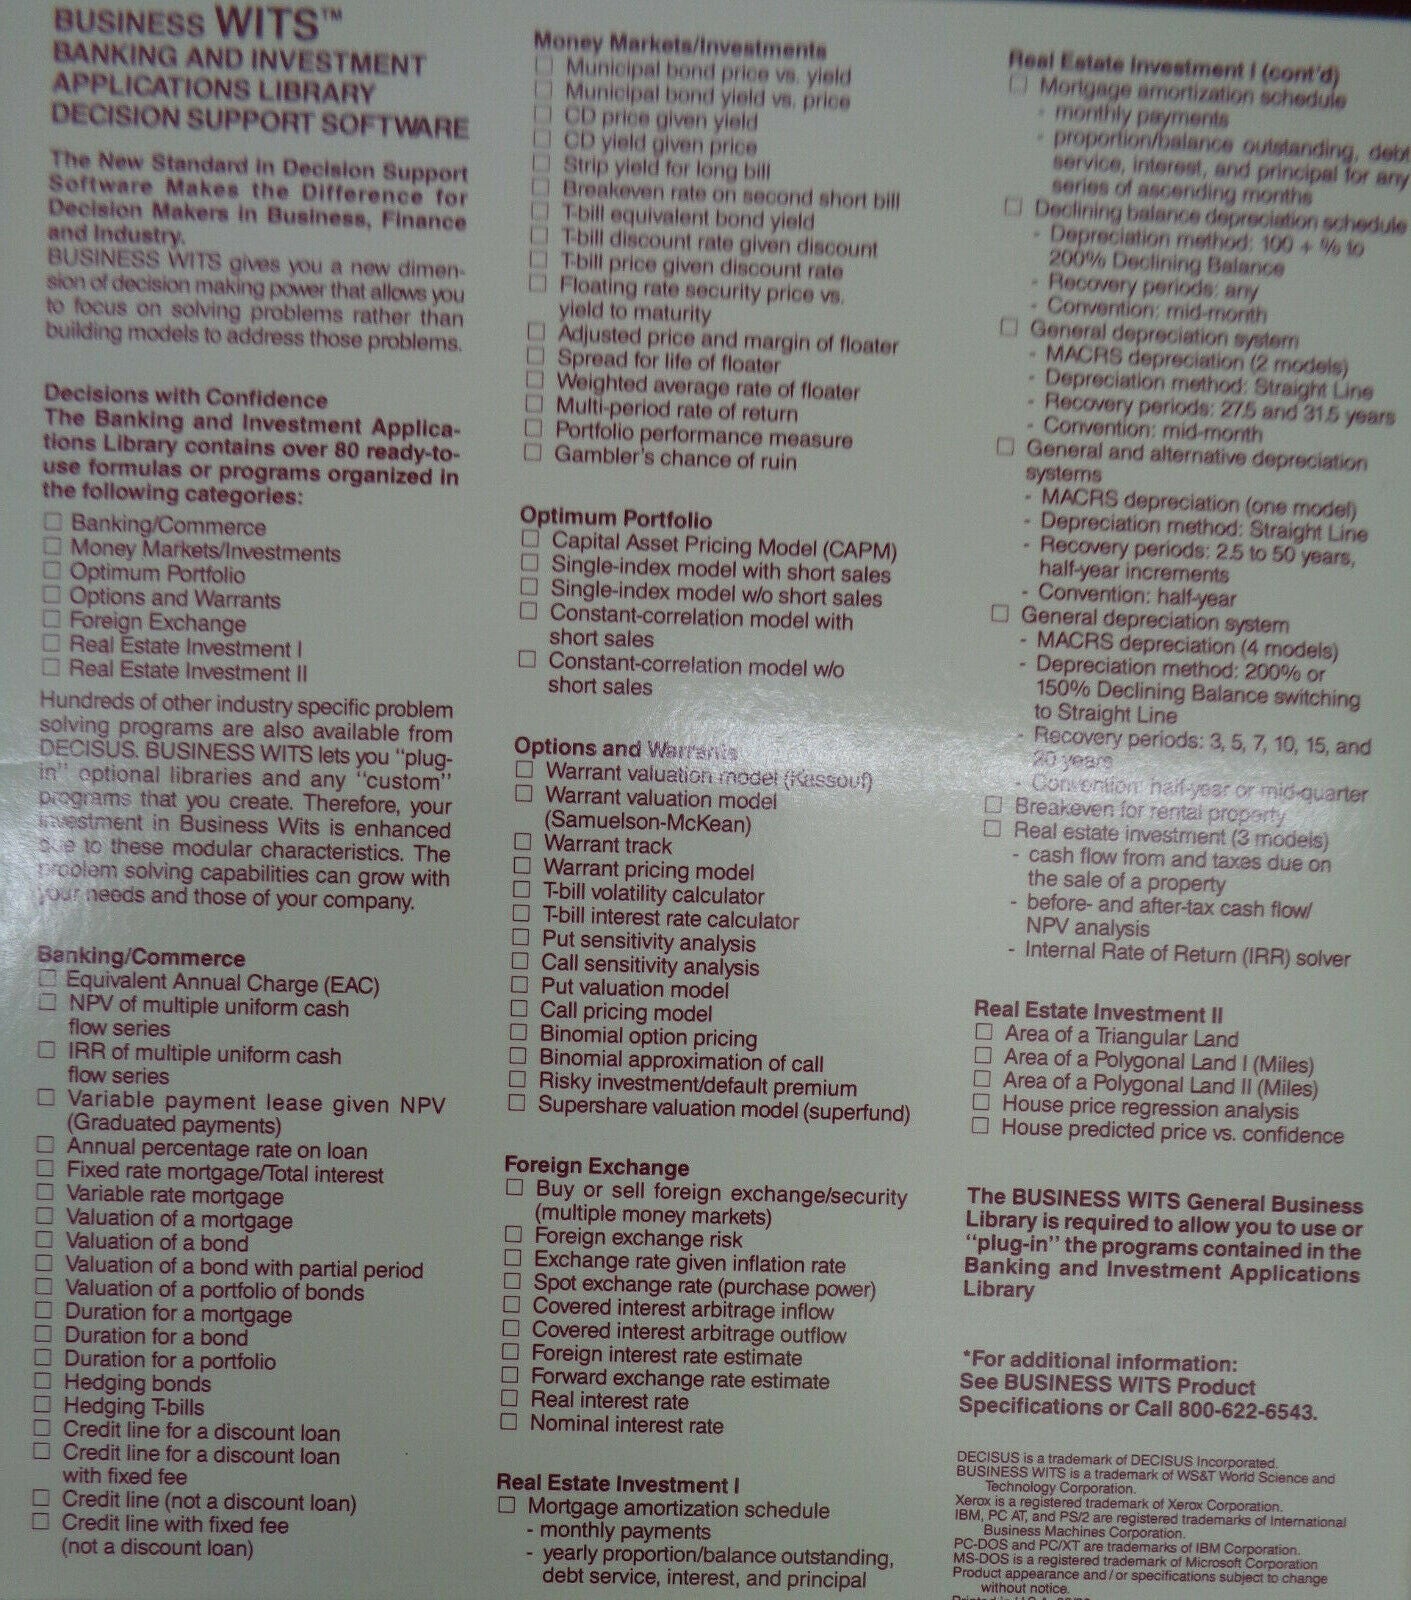 BUSINESS WITS™
BANKING AND INVESTMENT
APPLICATIONS LIBRARY
DECISION SUPPORT SOFTWARE
The New Standard in Decision Support
Software Makes the Difference for
Decision Makers in Business, Finance
and Industry.
BUSINESS WITS gives you a new dimen-
sion of decision making power that allows you
to focus on solving problems rather than
building models to address those problems.
Decisions with Confidence
The Banking and Investment Applica-
tions Library contains over 80 ready-to-
use formulas or programs organized in
the following categories:
☐ Banking/Commerce
☐ Money Markets/Investments
☐ Optimum Portfolio
☐ Options and Warrants
☐ Foreign Exchange
☐ Real Estate Investment I
☐ Real Estate Investment II
Hundreds of other industry specific problem
solving programs are also available from
DECISUS. BUSINESS WITS lets you "plug-
in" optional libraries and any "custom"
programs that you create. Therefore, your
investment in Business Wits is enhanced
due to these modular characteristics. The
problem solving capabilities can grow with
your needs and those of your company.
Banking/Commerce
☐ Equivalent Annual Charge (EAC)
☐ NPV of multiple uniform cash
flow series
☐ IRR of multiple uniform cash
flow series
☐ Variable payment lease given NPV
(Graduated payments)
☐ Annual percentage rate on loan
☐ Fixed rate mortgage/Total interest
☐ Variable rate mortgage
☐ Valuation of a mortgage
☐ Valuation of a bond
☐ Valuation of a bond with partial period
☐ Valuation of a portfolio of bonds
☐ Duration for a mortgage
☐ Duration for a bond
☐ Duration for a portfolio
☐ Hedging bonds
☐ Hedging T-bills
☐ Credit line for a discount loan
☐ Credit line for a discount loan
with fixed fee
☐ Credit line (not a discount loan)
☐ Credit line with fixed fee
(not a discount loan)
Money Markets/Investments
☐ Municipal bond price vs. yield
☐ Municipal bond yield vs. price
☐ CD price given yield
☐ CD yield given price
☐ Strip yield for long bill
☐ Breakeven rate on second short bill
☐ T-bill equivalent bond yield
☐ T-bill discount rate given discount
☐ T-bill price given discount rate
☐ Floating rate security price vs.
yield to maturity
☐ Adjusted price and margin of floater
☐ Spread for life of floater
☐ Weighted average rate of floater
☐ Multi-period rate of return
☐ Portfolio performance measure
☐ Gambler's chance of ruin
Optimum Portfolio
☐ Capital Asset Pricing Model (CAPM)
☐ Single-index model with short sales
☐ Single-index model w/o short sales
☐ Constant-correlation model with
short sales
☐ Constant-correlation model w/o
short sales
Options and Warrants
☐ Warrant valuation model (Kassouf)
☐ Warrant valuation model
(Samuelson-McKean)
☐ Warrant track
☐ Warrant pricing model
☐ T-bill volatility calculator
☐ T-bill interest rate calculator
☐ Put sensitivity analysis
☐ Call sensitivity analysis
☐ Put valuation model
☐ Call pricing model
☐ Binomial option pricing
☐ Binomial approximation of call
☐ Risky investment/default premium
☐ Supershare valuation model (superfund)
Foreign Exchange
☐ Buy or sell foreign exchange/security
(multiple money markets)
☐ Foreign exchange risk
☐ Exchange rate given inflation rate
☐ Spot exchange rate (purchase power)
☐ Covered interest arbitrage inflow
☐ Covered interest arbitrage outflow
☐ Foreign interest rate estimate
☐ Forward exchange rate estimate
☐ Real interest rate
☐ Nominal interest rate
Real Estate Investment I
☐ Mortgage amortization schedule
- monthly payments
- yearly proportion/balance outstanding,
debt service, interest, and principal
Real Estate Investment I (cont'd)
☐ Mortgage amortization schedule
- monthly payments
- proportion/balance outstanding, debt
service, interest, and principal for any
series of ascending months
☐ Declining balance depreciation schedule
- Depreciation method: 100 + % to
200% Declining Balance
- Recovery periods: any
- Convention: mid-month
☐ General depreciation system
- MACRS depreciation (2 models)
- Depreciation method: Straight Line
- Recovery periods: 27.5 and 31.5 years
- Convention: mid-month
☐ General and alternative depreciation
systems
- MACRS depreciation (one model)
- Depreciation method: Straight Line
- Recovery periods: 2.5 to 50 years,
half-year increments
- Convention: half-year
☐ General depreciation system
- MACRS depreciation (4 models)
- Depreciation method: 200% or
150% Declining Balance switching
to Straight Line
- Recovery periods: 3, 5, 7, 10, 15, and
20 years
- Convention: half-year or mid-quarter
☐ Breakeven for rental property
☐ Real estate investment (3 models)
- cash flow from and taxes due on
the sale of a property
- before- and after-tax cash flow/
NPV analysis
- Internal Rate of Return (IRR) solver
Real Estate Investment II
☐ Area of a Triangular Land
☐ Area of a Polygonal Land I (Miles)
☐ Area of a Polygonal Land II (Miles)
☐ House price regression analysis
☐ House predicted price vs. confidence
The BUSINESS WITS General Business
Library is required to allow you to use or
"plug-in" the programs contained in the
Banking and Investment Applications
Library
*For additional information:
See BUSINESS WITS Product
Specifications or Call 800-622-6543.
DECISUS is a trademark of DECISUS Incorporated.
BUSINESS WITS is a trademark of WS&T World Science and
Technology Corporation.
Xerox is a registered trademark of Xerox Corporation.
IBM, PC AT, and PS/2 are registered trademarks of International
Business Machines Corporation.
PC-DOS and PC/XT are trademarks of IBM Corporation.
MS-DOS is a registered trademark of Microsoft Corporation
Product appearance and/or specifications subject to change
without notice.